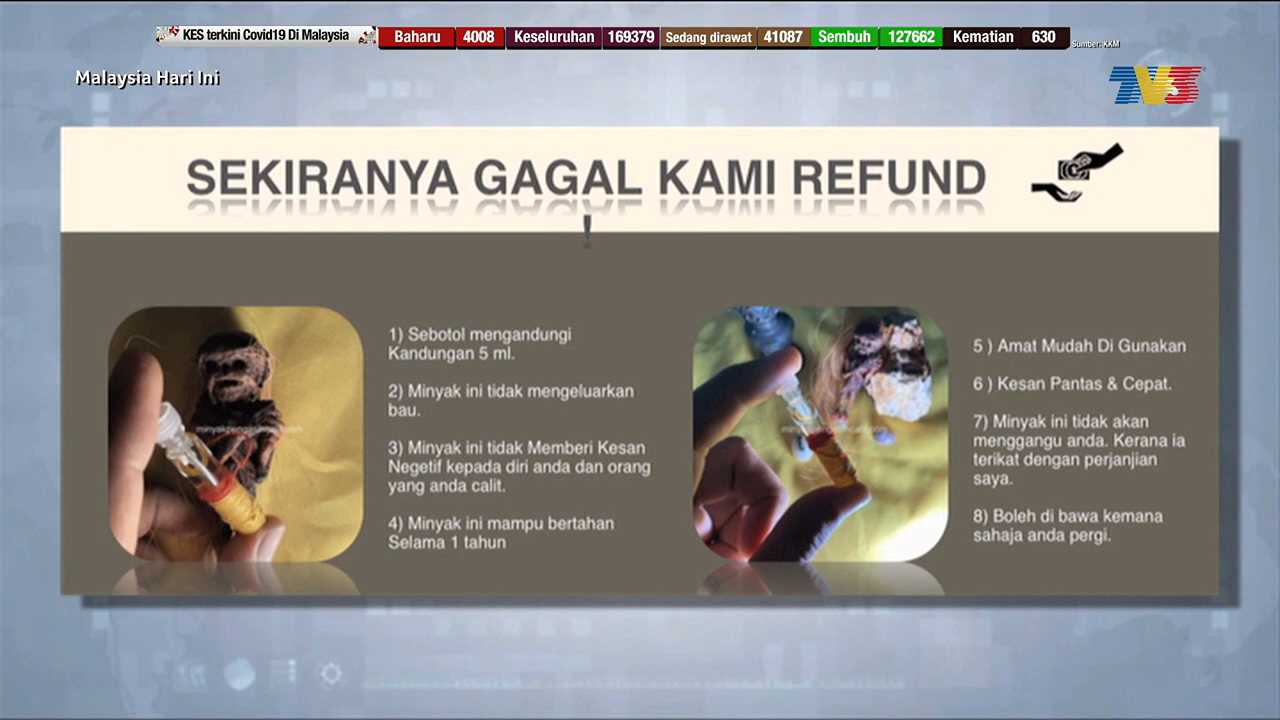 KES terkini Covid19 Di Malaysia
Baharu 4008 Keseluruhan 169379 Sedang dirawat 41087 Sembuh 127662 Kematian 630
Sumber: KKM
Malaysia Hari Ini
TV3
SEKIRANYA GAGAL KAMI REFUND
!
1) Sebotol mengandungi
Kandungan 5 ml.
2) Minyak ini tidak mengeluarkan
bau.
3) Minyak ini tidak Memberi Kesan
Negetif kepada diri anda dan orang
yang anda calit.
4) Minyak ini mampu bertahan
Selama 1 tahun
5 ) Amat Mudah Di Gunakan
6 ) Kesan Pantas & Cepat.
7) Minyak ini tidak akan
menggangu anda. Kerana ia
terikat dengan perjanjian
saya.
8) Boleh di bawa kemana
sahaja anda pergi.